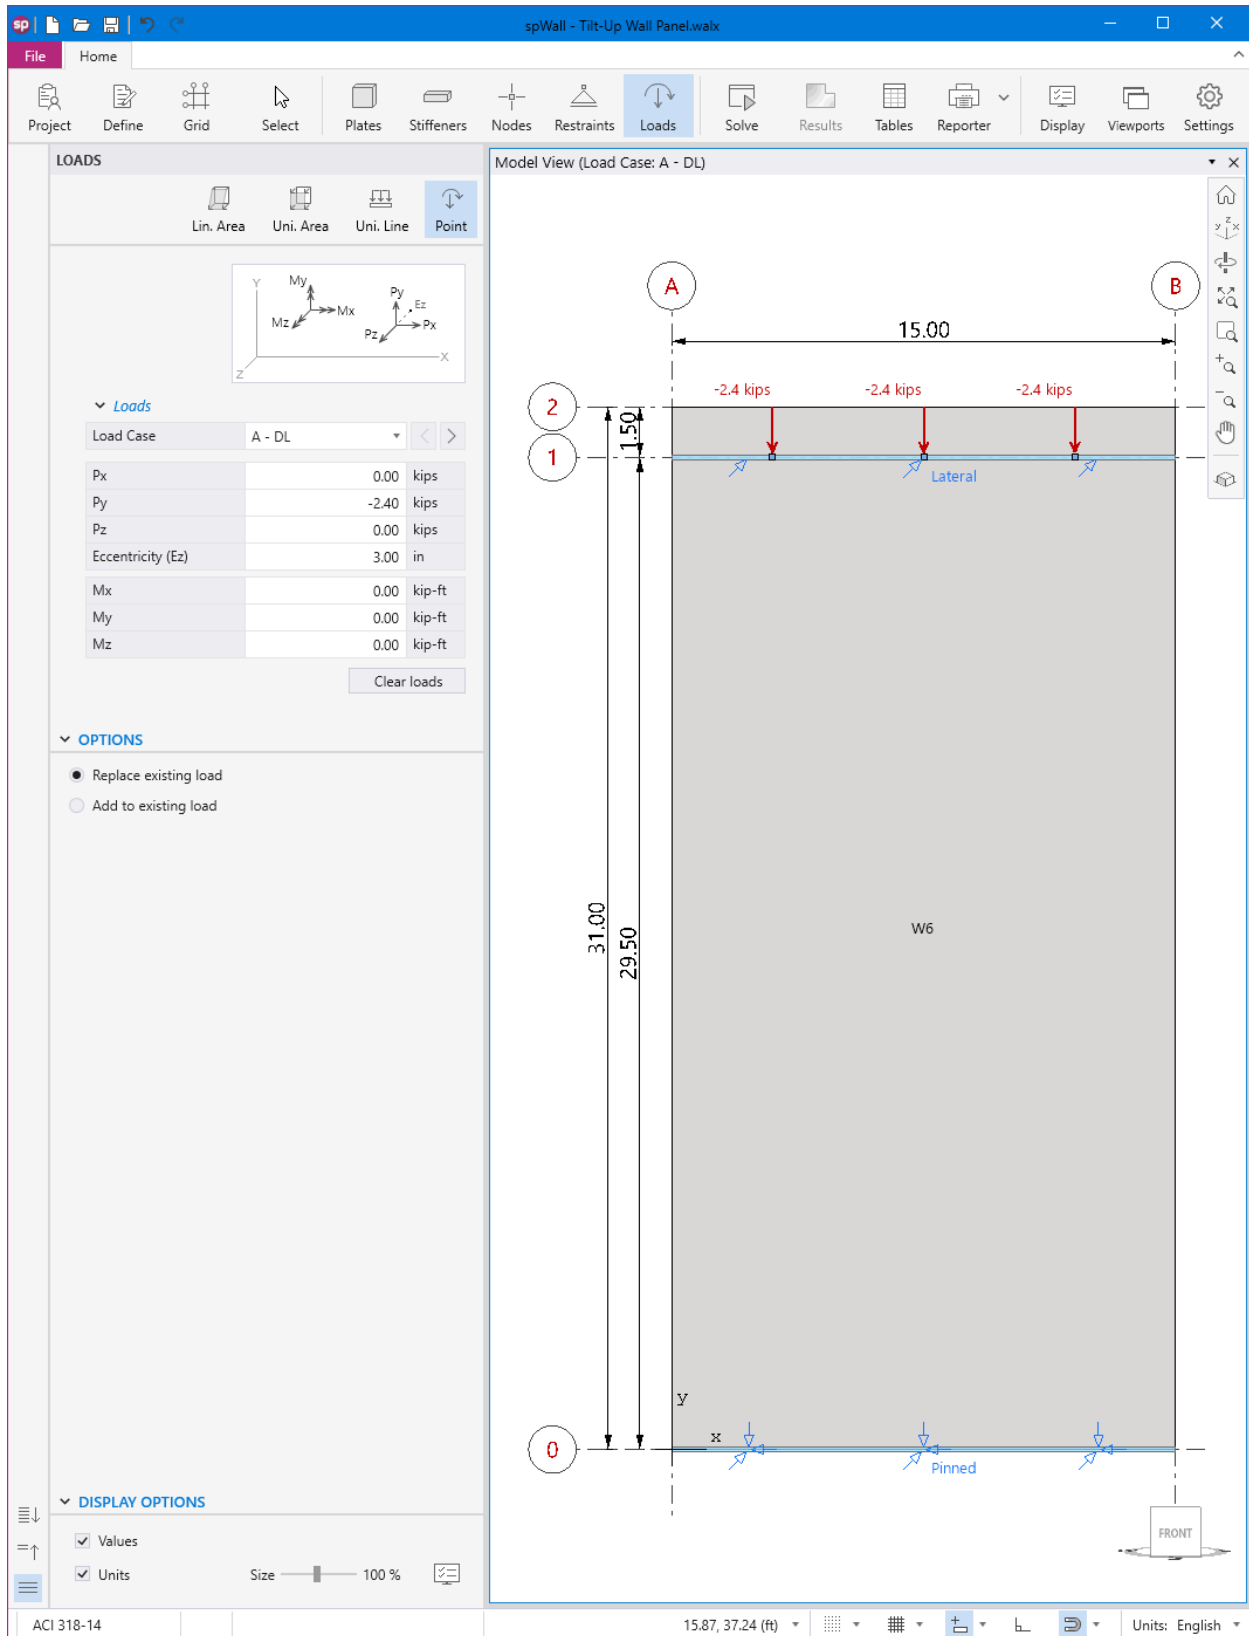 sp
spWall - Tilt-Up Wall Panel.walx
File Home
Project Define Grid Select Plates Stiffeners Nodes Restraints Loads Solve Results Tables Reporter Display Viewports Settings
LOADS
Lin. Area Uni. Area Uni. Line Point
Y My Mx Mz Py Ez Px Pz X Z
Loads
Load Case A - DL
Px 0.00 kips
Py -2.40 kips
Pz 0.00 kips
Eccentricity (Ez) 3.00 in
Mx 0.00 kip-ft
My 0.00 kip-ft
Mz 0.00 kip-ft
Clear loads
OPTIONS
Replace existing load
Add to existing load
DISPLAY OPTIONS
Values
Units Size 100 %
Model View (Load Case: A - DL)
z
y x
A B
15.00
-2.4 kips -2.4 kips -2.4 kips
2
1.50
1
Lateral
31.00
29.50
W6
y
x
0
Pinned
FRONT
ACI 318-14 15.87, 37.24 (ft) Units: English